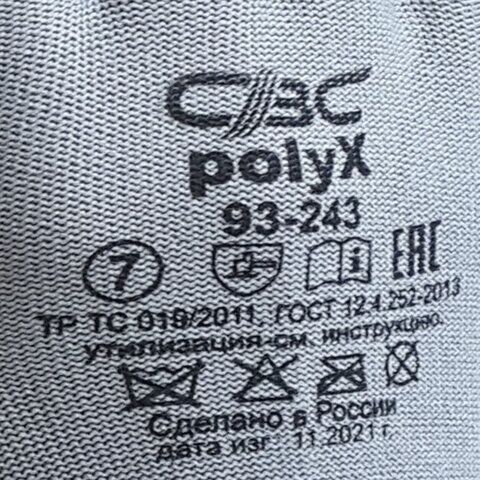 СВС
polyX
93-243
7 i EAC
ТР ТС 019/2011, ГОСТ 12.4.252-2013
утилизация-см. инструкцию.
Сделано в России
дата изг: 11.2021 г.